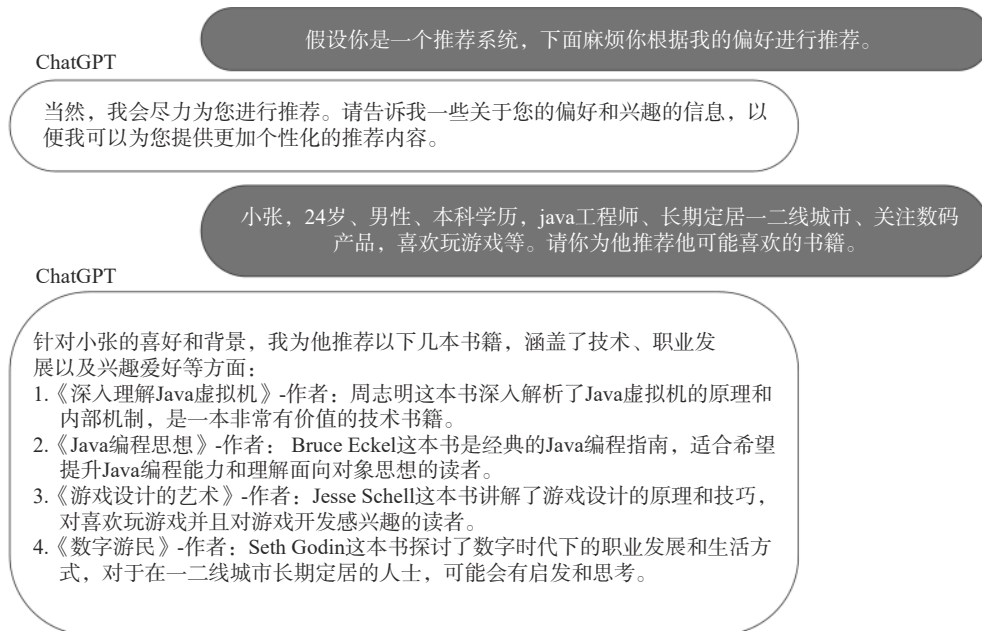 假设你是一个推荐系统，下面麻烦你根据我的偏好进行推荐。
ChatGPT
当然，我会尽力为您进行推荐。请告诉我一些关于您的偏好和兴趣的信息，以
便我可以为您提供更加个性化的推荐内容。
小张，24岁、男性、本科学历，java工程师、长期定居一二线城市、关注数码
产品，喜欢玩游戏等。请你为他推荐他可能喜欢的书籍。
ChatGPT
针对小张的喜好和背景，我为他推荐以下几本书籍，涵盖了技术、职业发
展以及兴趣爱好等方面：
1.《深入理解Java虚拟机》-作者：周志明这本书深入解析了Java虚拟机的原理和
内部机制，是一本非常有价值的技术书籍。
2.《Java编程思想》-作者： Bruce Eckel这本书是经典的Java编程指南，适合希望
提升Java编程能力和理解面向对象思想的读者。
3.《游戏设计的艺术》-作者：Jesse Schell这本书讲解了游戏设计的原理和技巧，
对喜欢玩游戏并且对游戏开发感兴趣的读者。
4.《数字游民》-作者：Seth Godin这本书探讨了数字时代下的职业发展和生活方
式，对于在一二线城市长期定居的人士，可能会有启发和思考。